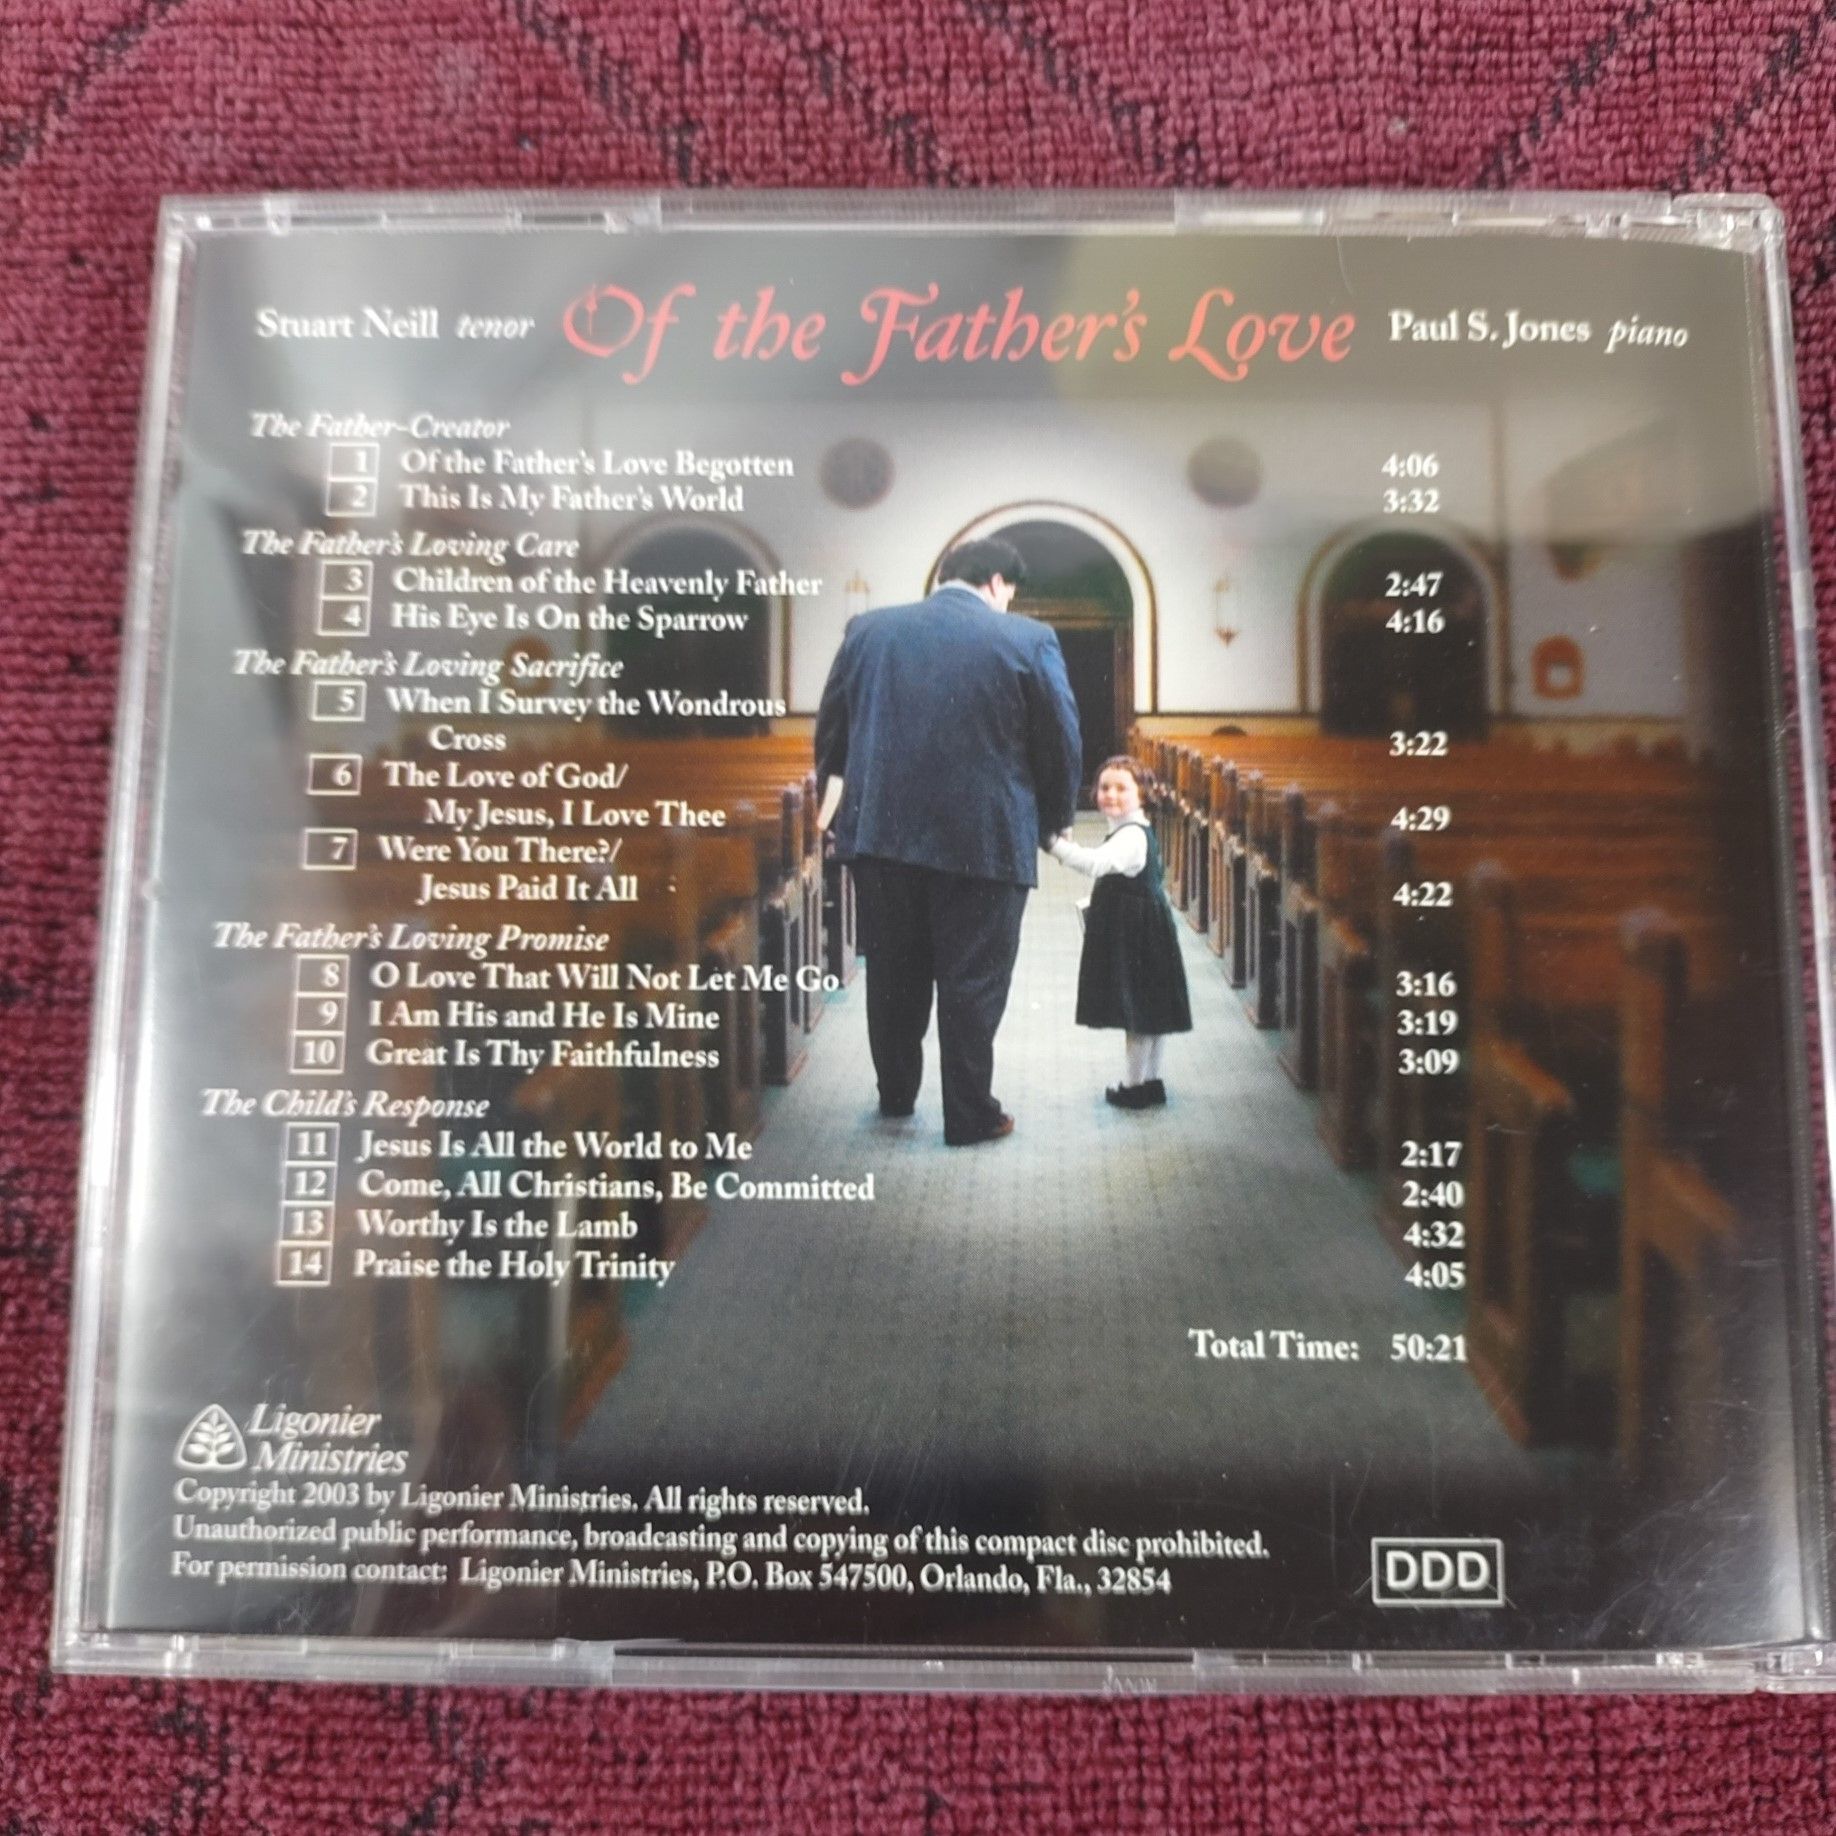 Stuart Neill tenor Of the Father's Love Paul S. Jones piano
The Father-Creator
1 Of the Father's Love Begotten 4:06
2 This Is My Father's World 3:32
The Father's Loving Care
3 Children of the Heavenly Father 2:47
4 His Eye Is On the Sparrow 4:16
The Father's Loving Sacrifice
5 When I Survey the Wondrous
Cross 3:22
6 The Love of God/
My Jesus, I Love Thee 4:29
7 Were You There?/
Jesus Paid It All 4:22
The Father's Loving Promise
8 O Love That Will Not Let Me Go 3:16
9 I Am His and He Is Mine 3:19
10 Great Is Thy Faithfulness 3:09
The Child's Response
11 Jesus Is All the World to Me 2:17
12 Come, All Christians, Be Committed 2:40
13 Worthy Is the Lamb 4:32
14 Praise the Holy Trinity 4:05
Total Time: 50:21
Ligonier
Ministries
Copyright 2003 by Ligonier Ministries. All rights reserved.
Unauthorized public performance, broadcasting and copying of this compact disc prohibited.
For permission contact: Ligonier Ministries, P.O. Box 547500, Orlando, Fla., 32854
DDD